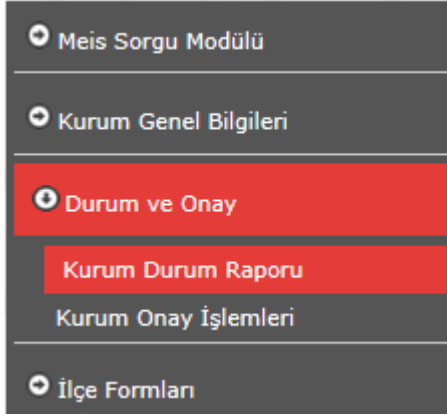 Meis Sorgu Modülü
Kurum Genel Bilgileri
Durum ve Onay
Kurum Durum Raporu
Kurum Onay İşlemleri
İlçe Formları